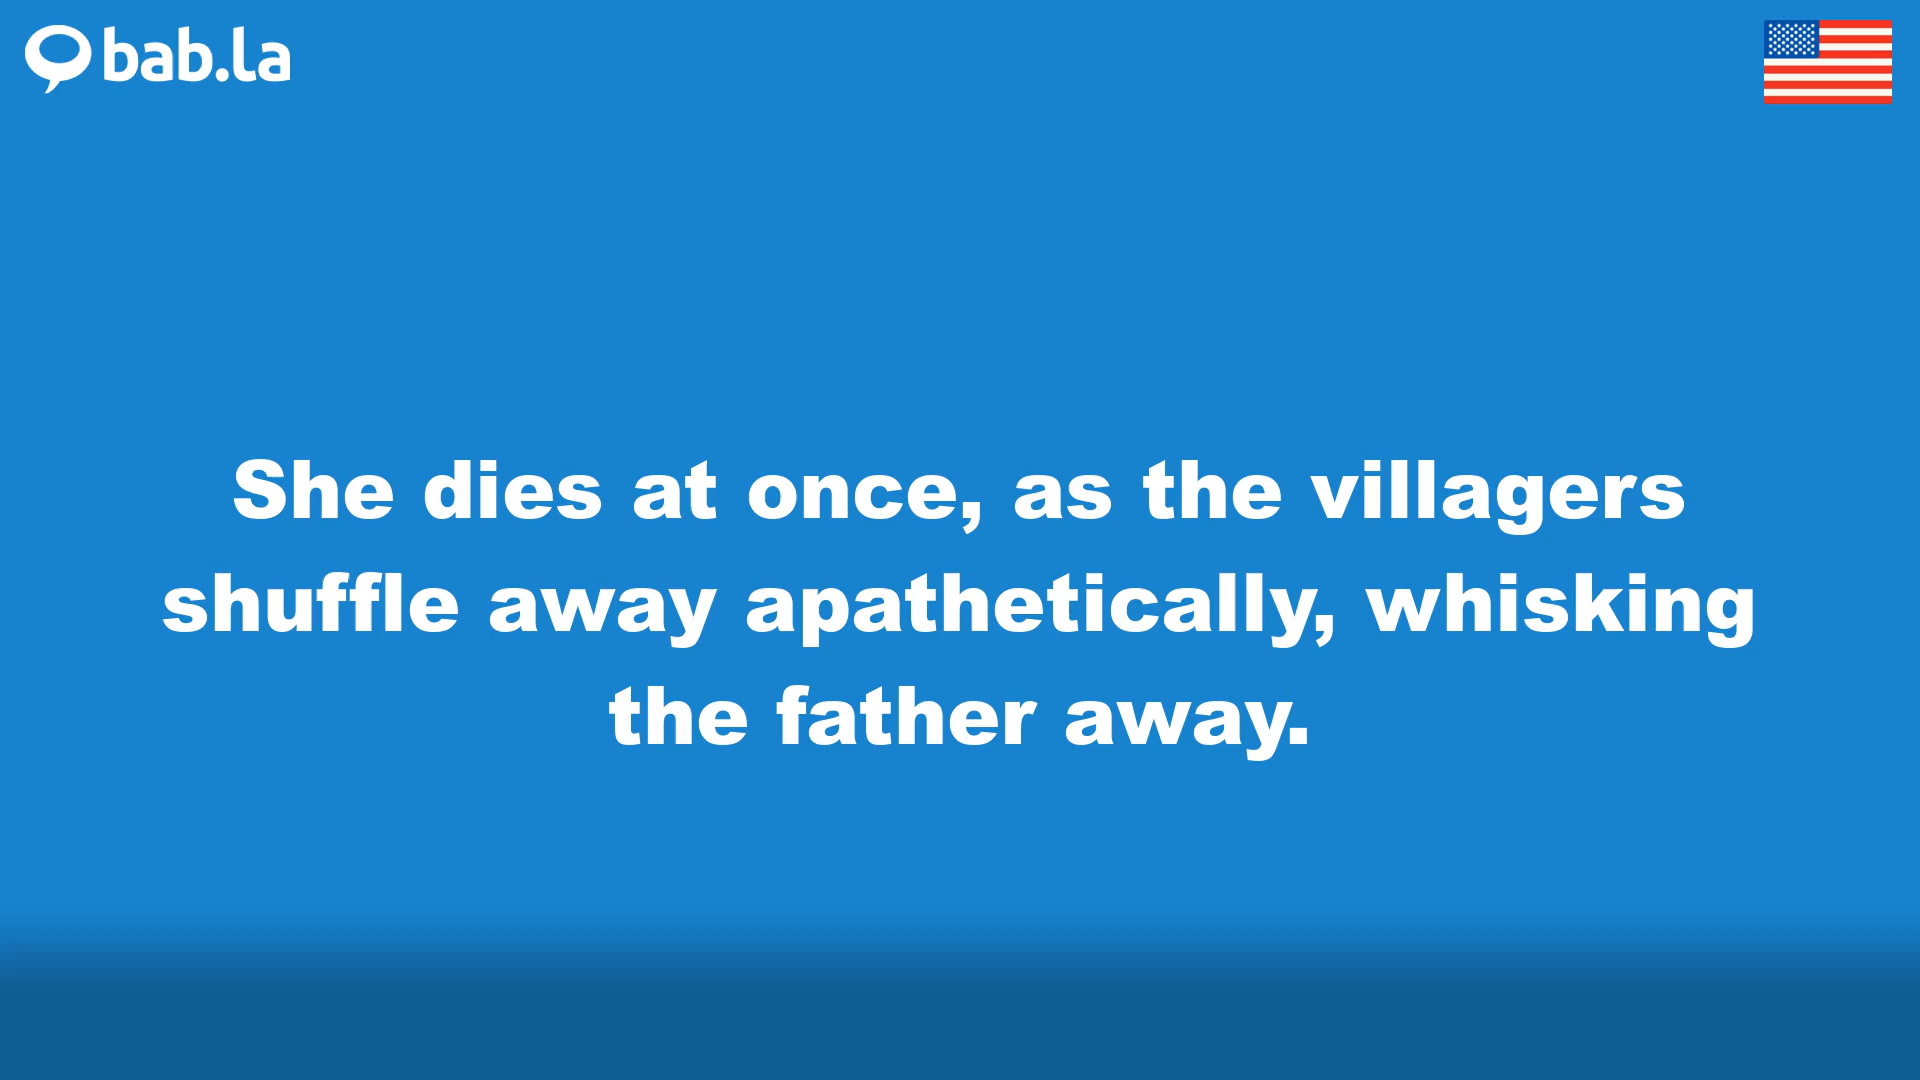 bab.la
She dies at once, as the villagers
shuffle away apathetically, whisking
the father away.